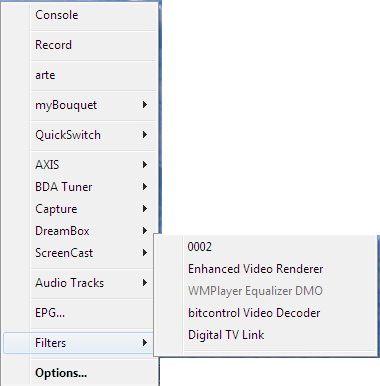 Console
Record
arte
myBouquet
QuickSwitch
AXIS
BDA Tuner
Capture
DreamBox
ScreenCast
Audio Tracks
EPG...
Filters
Options...
0002
Enhanced Video Renderer
WMPlayer Equalizer DMO
bitcontrol Video Decoder
Digital TV Link